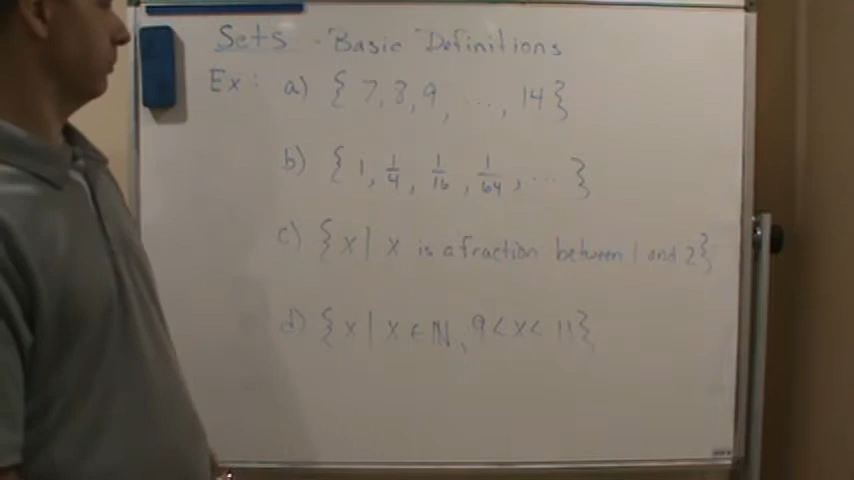 Sets - Basic Definitions
Ex: a) { 7, 8, 9, ..., 14 }
b) { 1, 1/4, 1/16, 1/64, ... }
c) { x | x is a fraction between 1 and 2 }
d) { x | x ∈ ℕ, 9 < x < 11 }